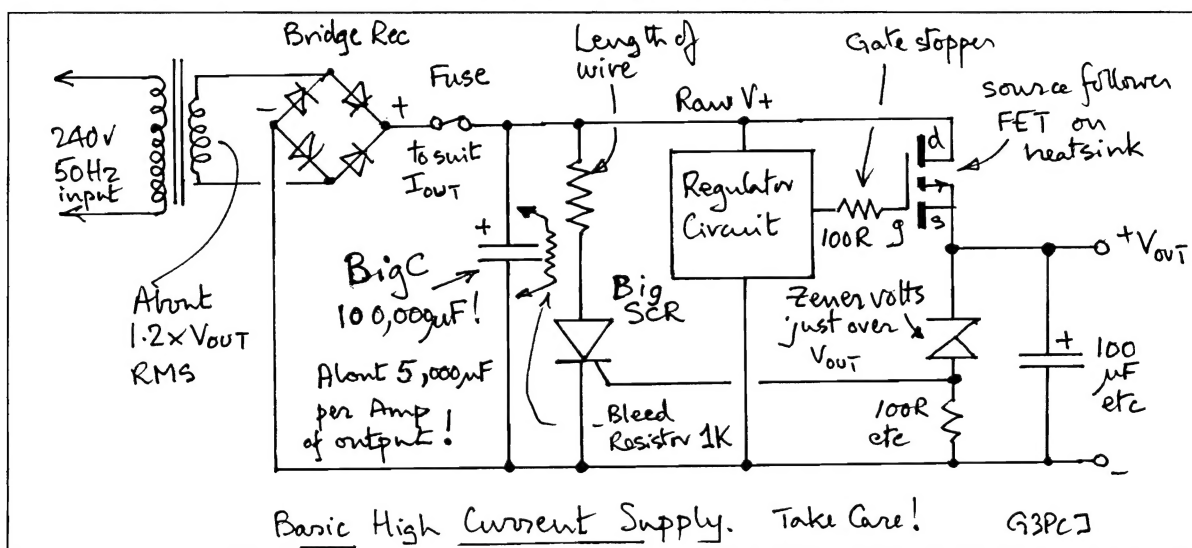 Bridge Rec
Length of
wire
Gate stopper
Fuse
Raw V+
source follower
FET on
heatsink
240v
50Hz
input
-
+
to suit
IOUT
d
Regulator
Circuit
100R
g
s
+VOUT
+
Big C
100,000µF!
Big
SCR
Zener volts
just over
VOUT
About
1.2 x VOUT
RMS
+
100
µF
etc
About 5,000µF
per Amp
of output!
Bleed
Resistor 1K
100R
etc
-
Basic High Current Supply. Take Care! G3PCJ